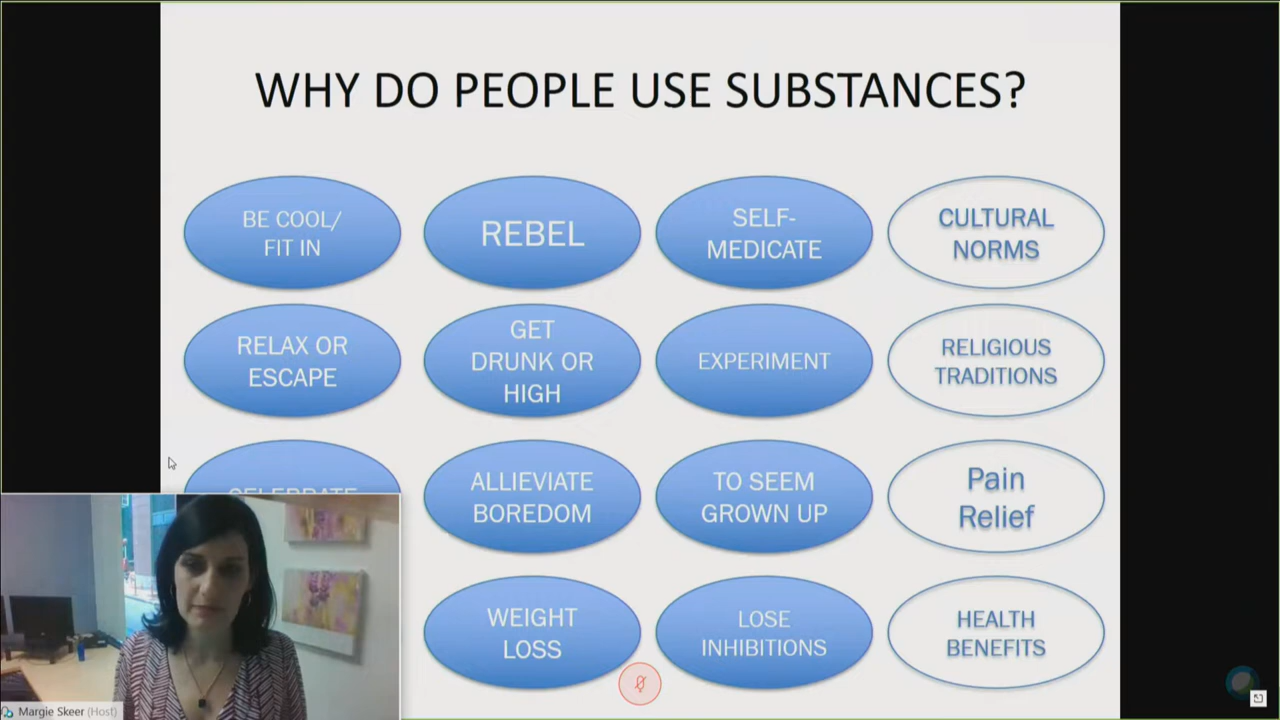 WHY DO PEOPLE USE SUBSTANCES?
BE COOL/
FIT IN
REBEL
SELF-
MEDICATE
CULTURAL
NORMS
RELAX OR
ESCAPE
GET
DRUNK OR
HIGH
EXPERIMENT
RELIGIOUS
TRADITIONS
CELEBRATE
ALLIEVIATE
BOREDOM
TO SEEM
GROWN UP
Pain
Relief
WEIGHT
LOSS
LOSE
INHIBITIONS
HEALTH
BENEFITS
Margie Skeer (Host)